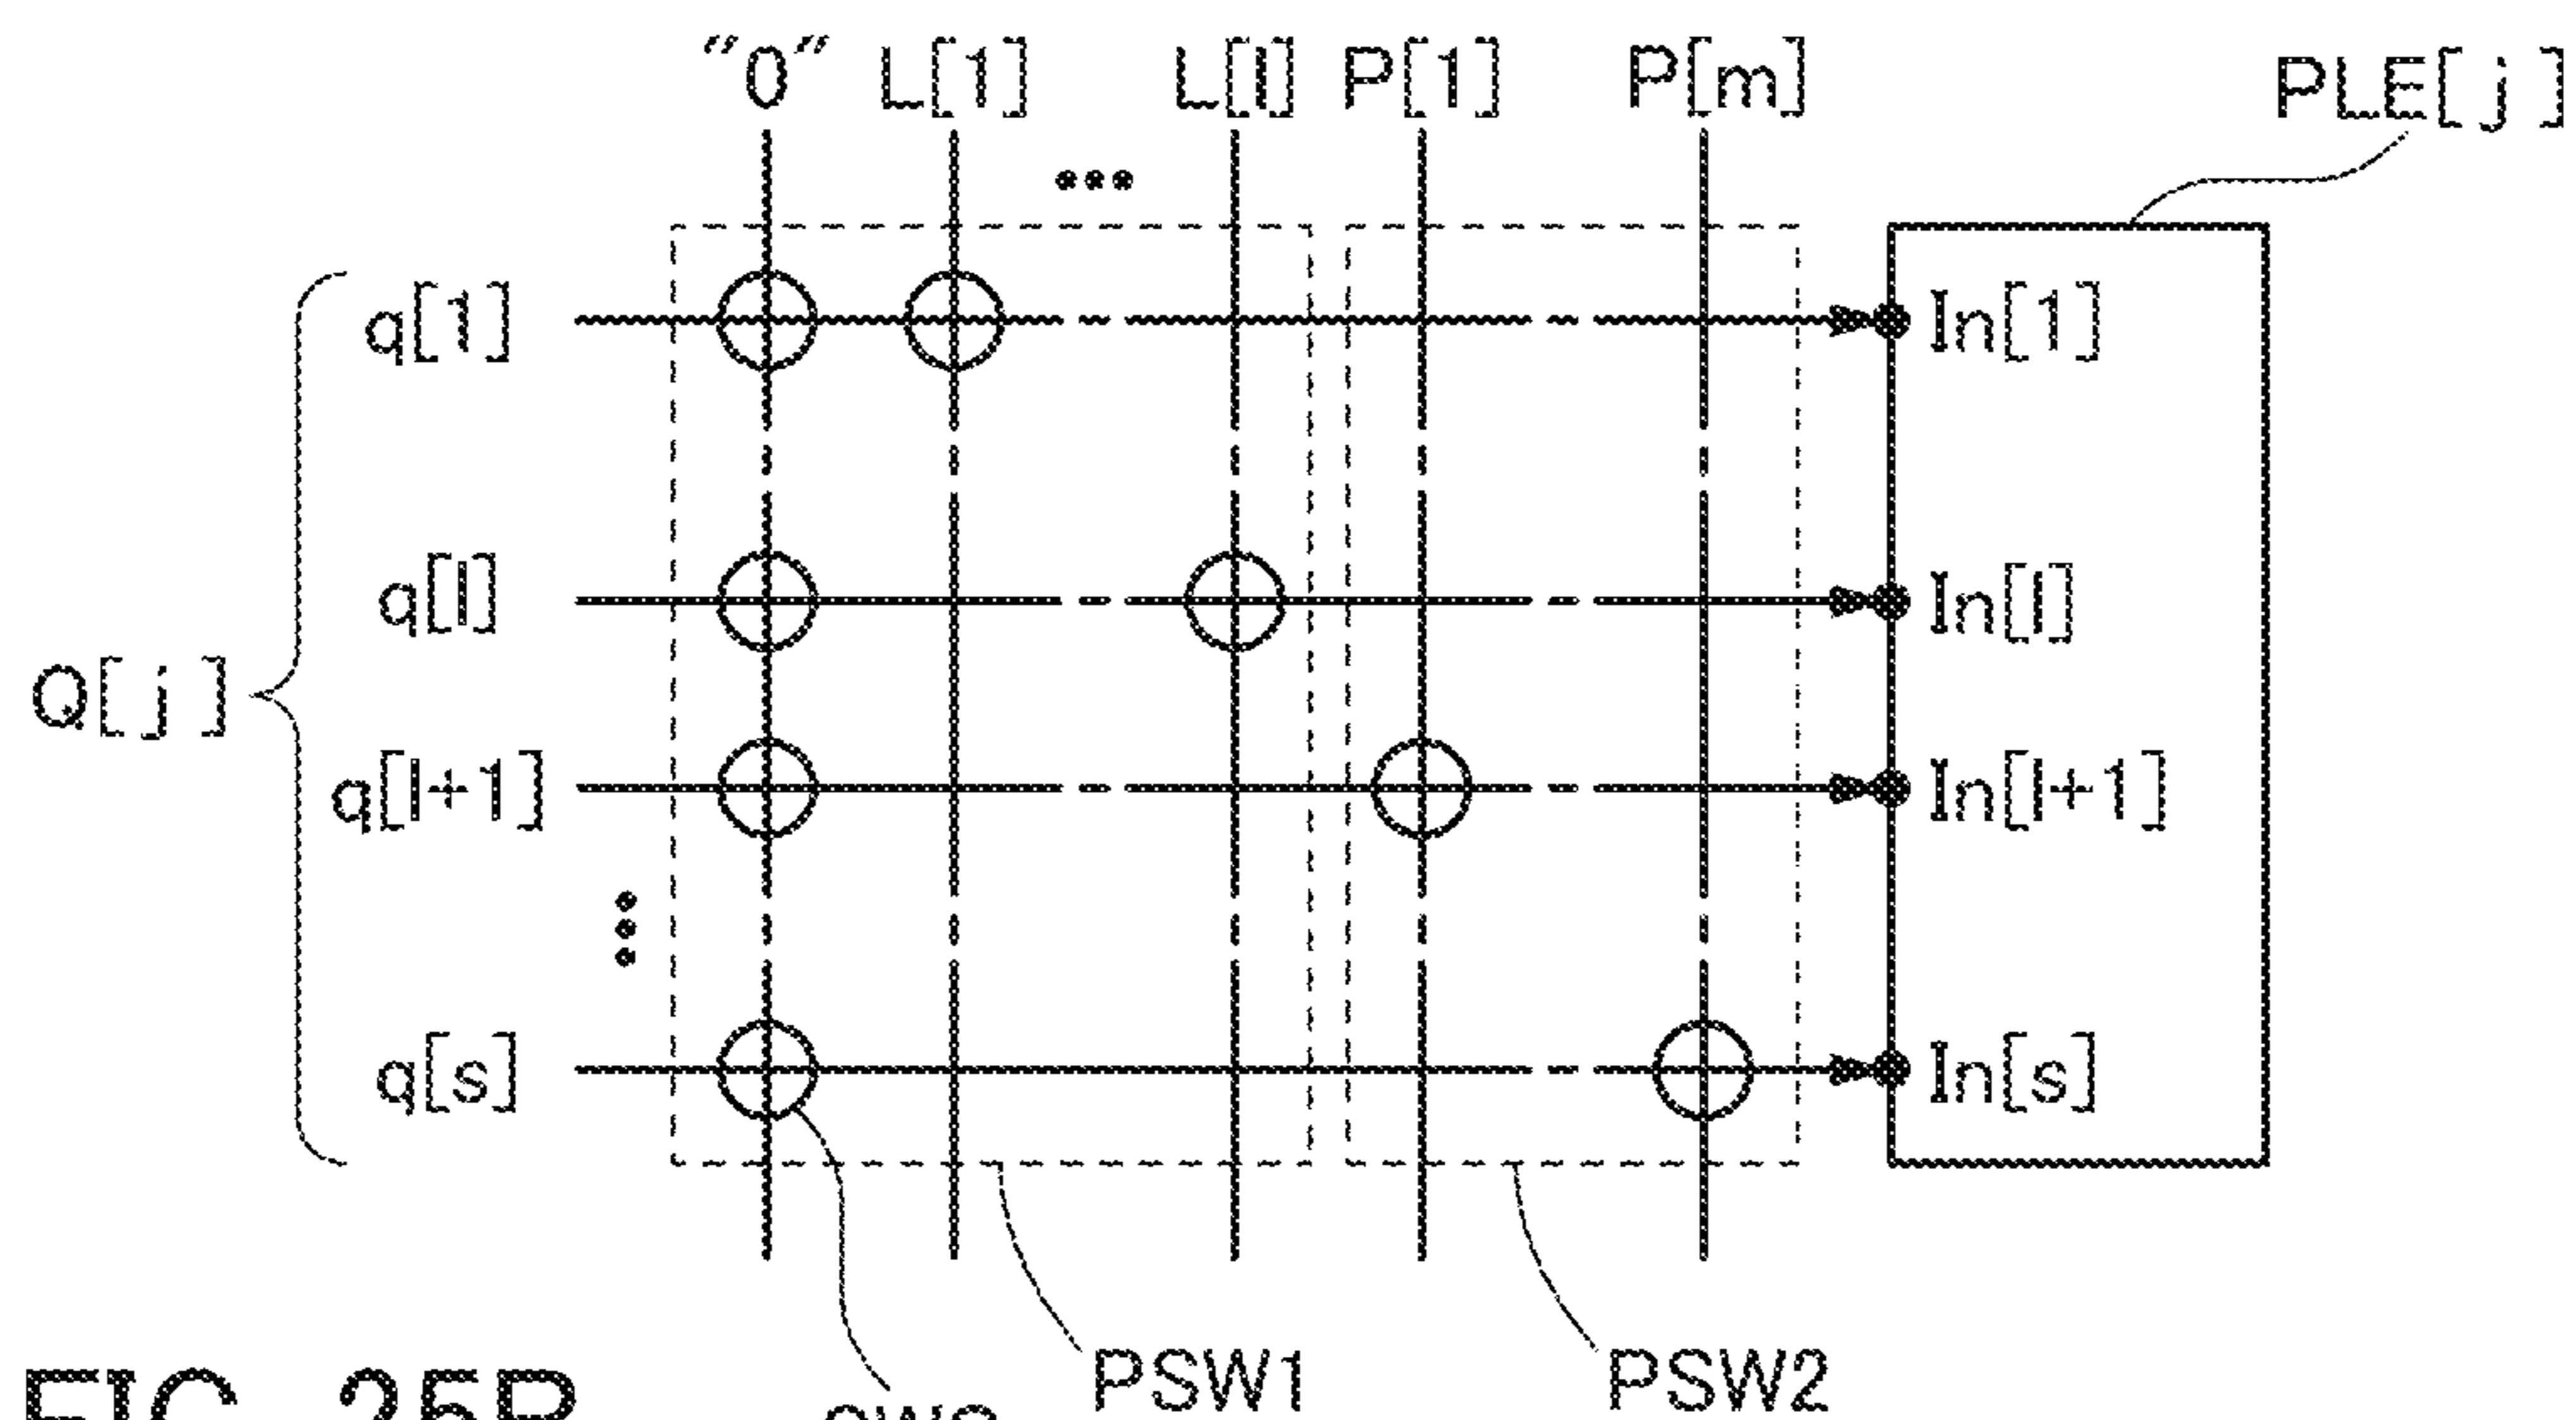 "0" L[1] L[l] P[1] P[m] PLE[j]
q[1] In[1]
q[l] In[l]
Q[j]
q[l+1] In[l+1]
q[s] In[s]
PSW1 PSW2